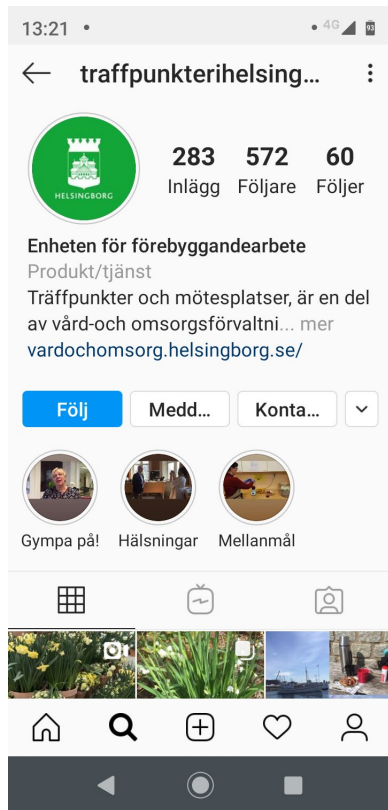 13:21
4G
93
traffpunkterihelsing...
HELSINGBORG
283 572 60
Inlägg Följare Följer
Enheten för förebyggandearbete
Produkt/tjänst
Träffpunkter och mötesplatser, är en del
av vård-och omsorgsförvaltni... mer
vardochomsorg.helsingborg.se/
Följ Medd... Konta...
Gympa på! Hälsningar Mellanmål